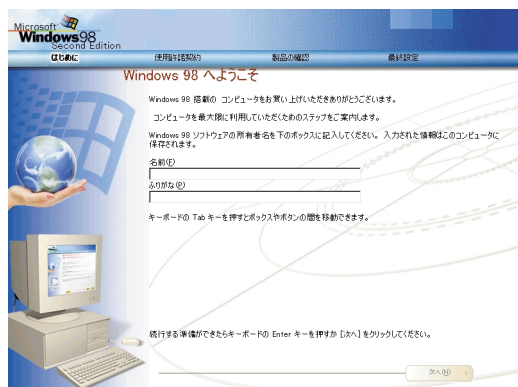 Microsoft
Windows98
Second Edition
はじめに 使用許諾契約 製品の確認 最終設定
Windows 98 へようこそ
Windows 98 搭載の コンピュータをお買い上げいただきありがとうございます。
コンピュータを最大限に利用していただくためのステップをご案内します。
Windows 98 ソフトウェアの所有者名を下のボックスに記入してください。 入力された情報はこのコンピュータに
保存されます。
名前(F)
ふりがな(P)
キーボードの Tab キーを押すとボックスやボタンの間を移動できます。
続行する準備ができたらキーボードの Enter キーを押すか [次へ] をクリックしてください。
次へ(N)